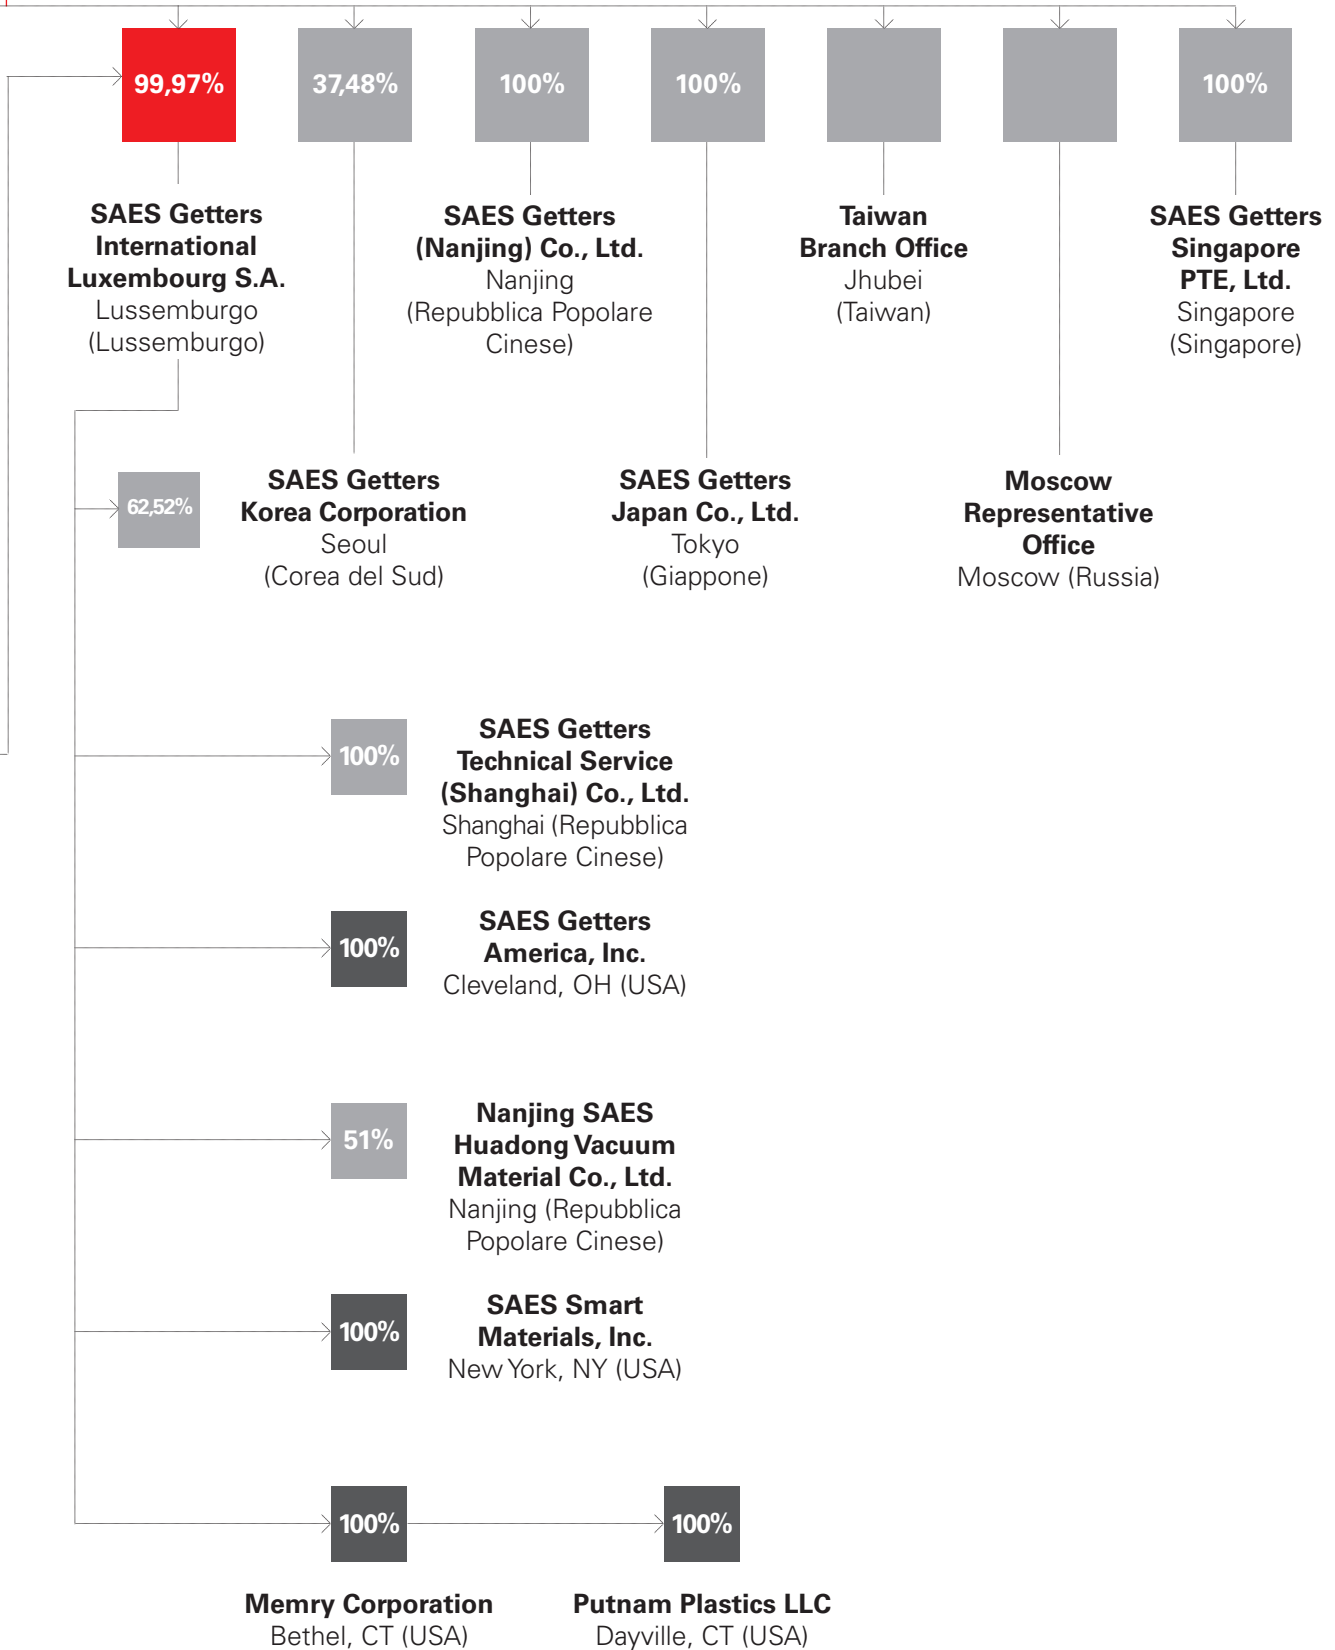 99,97%
37,48%
100%
100%
100%
SAES Getters
International
Luxembourg S.A.
Lussemburgo
(Lussemburgo)
SAES Getters
(Nanjing) Co., Ltd.
Nanjing
(Repubblica Popolare
Cinese)
Taiwan
Branch Office
Jhubei
(Taiwan)
SAES Getters
Singapore
PTE, Ltd.
Singapore
(Singapore)
62,52%
SAES Getters
Korea Corporation
Seoul
(Corea del Sud)
SAES Getters
Japan Co., Ltd.
Tokyo
(Giappone)
Moscow
Representative
Office
Moscow (Russia)
100%
SAES Getters
Technical Service
(Shanghai) Co., Ltd.
Shanghai (Repubblica
Popolare Cinese)
100%
SAES Getters
America, Inc.
Cleveland, OH (USA)
51%
Nanjing SAES
Huadong Vacuum
Material Co., Ltd.
Nanjing (Repubblica
Popolare Cinese)
100%
SAES Smart
Materials, Inc.
New York, NY (USA)
100%
100%
Memry Corporation
Bethel, CT (USA)
Putnam Plastics LLC
Dayville, CT (USA)